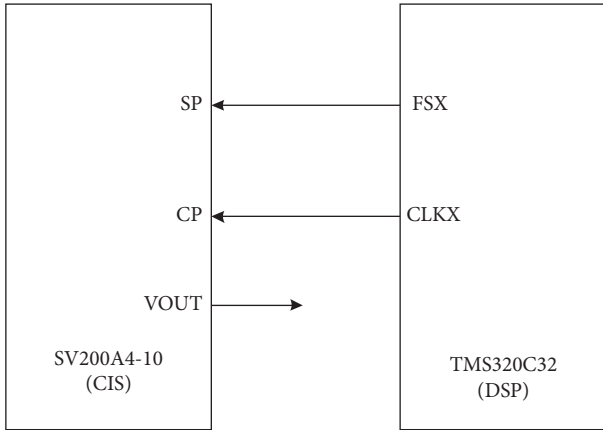 SP
FSX
CP
CLKX
VOUT
SV200A4-10
(CIS)
TMS320C32
(DSP)